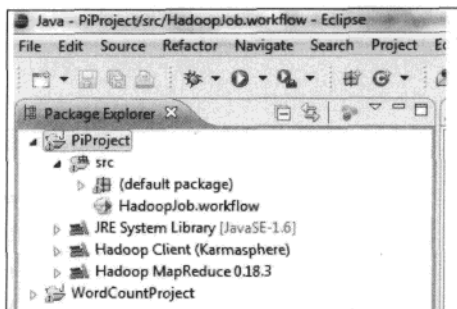 Java - PiProject/src/HadoopJob.workflow - Eclipse
File Edit Source Refactor Navigate Search Project
Package Explorer
PiProject
src
(default package)
HadoopJob.workflow
JRE System Library [JavaSE-1.6]
Hadoop Client (Karmasphere)
Hadoop MapReduce 0.18.3
WordCountProject